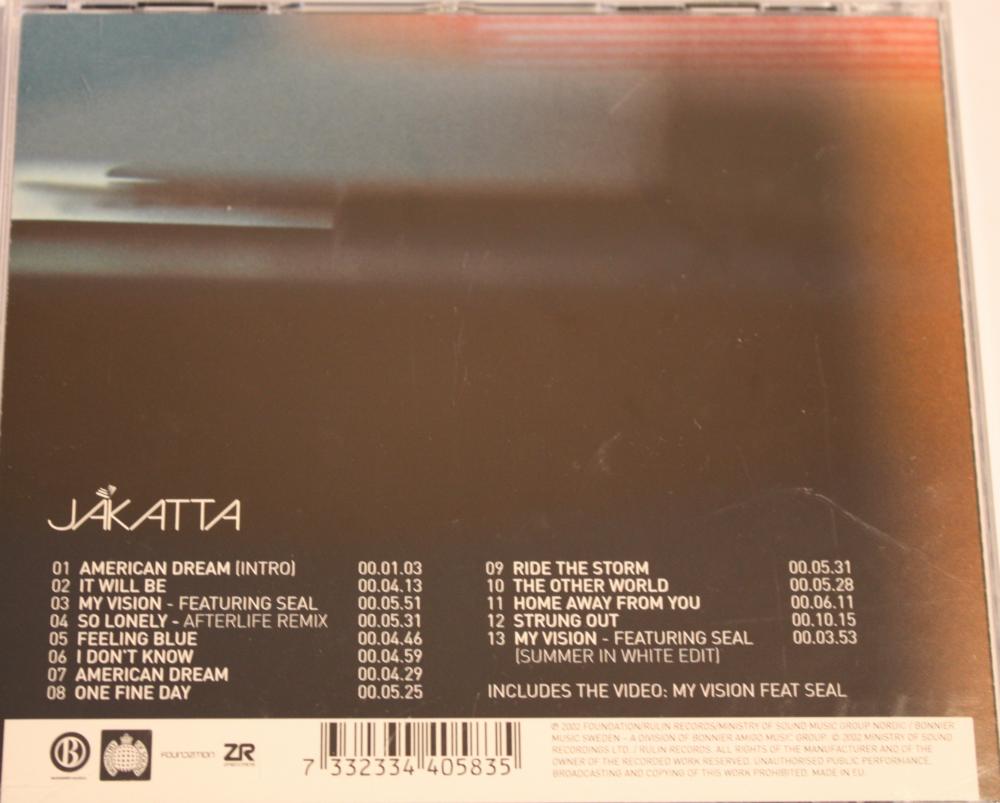 JAKATTA
01 AMERICAN DREAM (INTRO) 00.01.03
02 IT WILL BE 00.04.13
03 MY VISION - FEATURING SEAL 00.05.51
04 SO LONELY - AFTERLIFE REMIX 00.05.31
05 FEELING BLUE 00.04.46
06 I DON'T KNOW 00.04.59
07 AMERICAN DREAM 00.04.29
08 ONE FINE DAY 00.05.25
09 RIDE THE STORM 00.05.31
10 THE OTHER WORLD 00.05.28
11 HOME AWAY FROM YOU 00.06.11
12 STRUNG OUT 00.10.15
13 MY VISION - FEATURING SEAL 00.03.53
(SUMMER IN WHITE EDIT)
INCLUDES THE VIDEO: MY VISION FEAT SEAL
B
FOUNDATION
ZR
7 332334 405835
℗ 2002 FOUNDATION/RULIN RECORDS/MINISTRY OF SOUND MUSIC GROUP NORDIC / BONNIER
MUSIC SWEDEN – A DIVISION OF BONNIER AMIGO MUSIC GROUP. © 2002 MINISTRY OF SOUND
RECORDINGS LTD. / RULIN RECORDS. ALL RIGHTS OF THE MANUFACTURER AND OF THE
OWNER OF THE RECORDED WORK RESERVED. UNAUTHORISED PUBLIC PERFORMANCE,
BROADCASTING AND COPYING OF THIS WORK PROHIBITED. MADE IN EU.